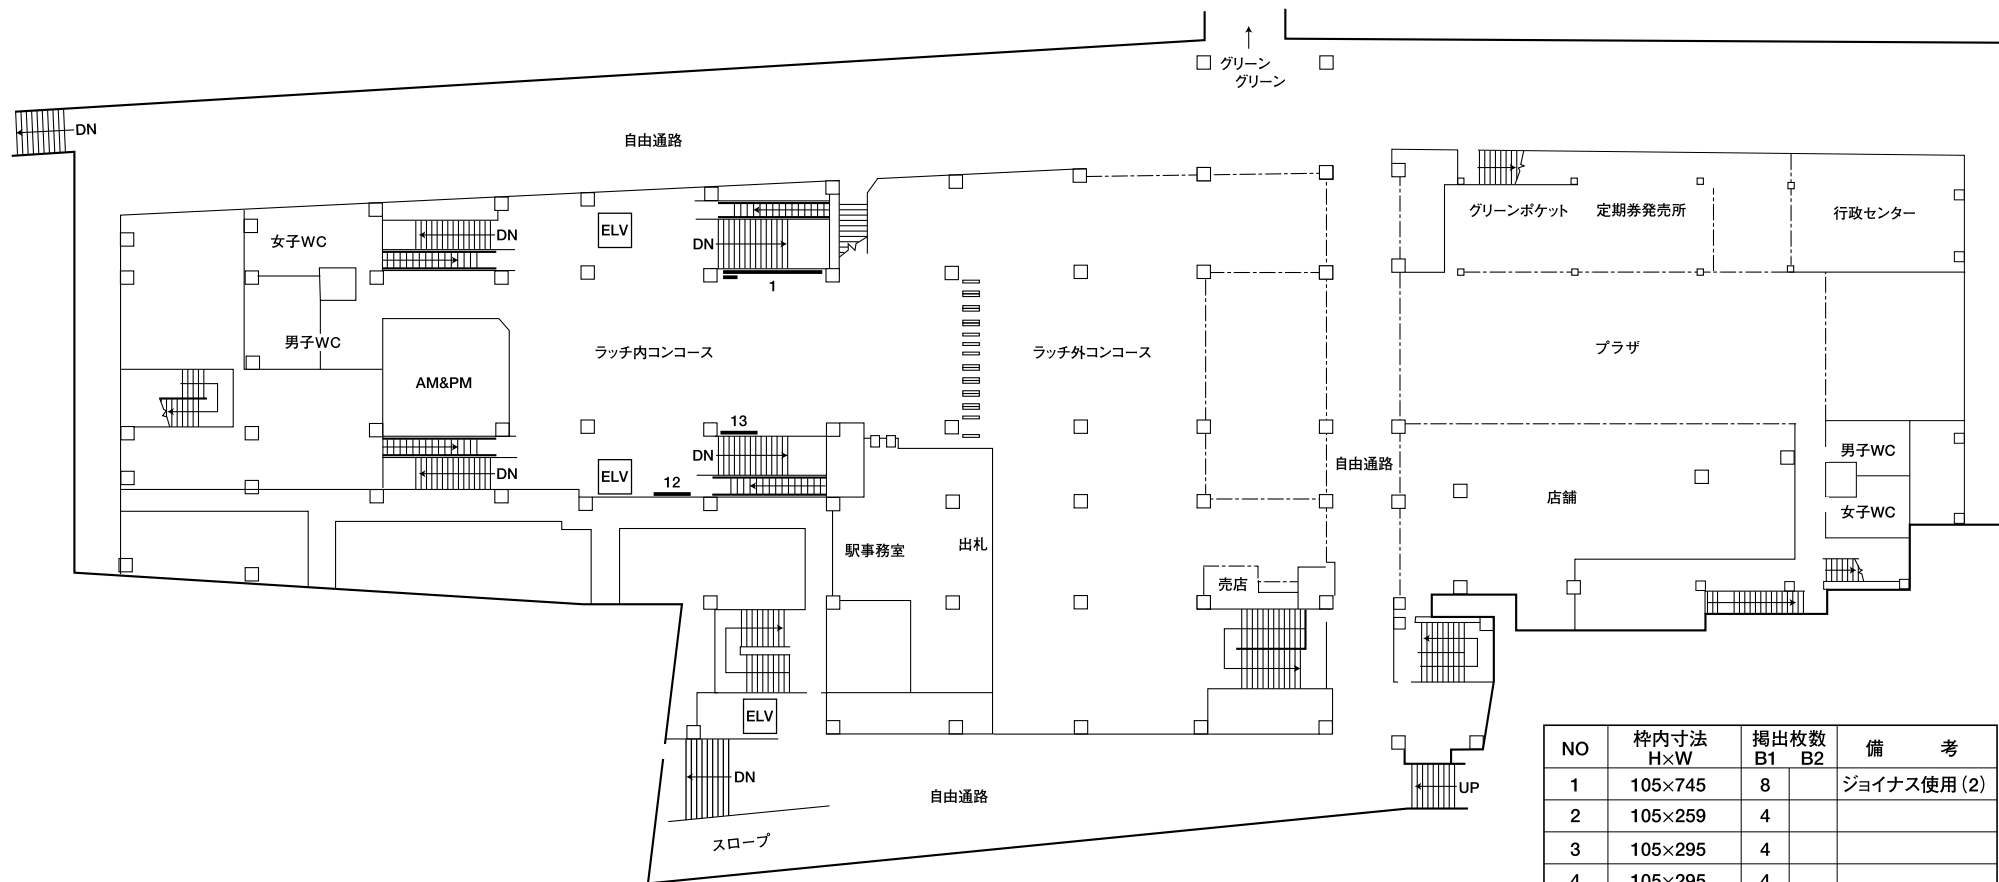 グリーン
グリーン
DN
自由通路
グリーンポケット
定期券発売所
行政センター
女子WC
DN
ELV
DN
1
男子WC
AM&PM
ラッチ内コンコース
ラッチ外コンコース
プラザ
13
DN
12
ELV
DN
自由通路
店舗
男子WC
女子WC
駅事務室
出札
売店
ELV
DN
スロープ
自由通路
UP
NO 枠内寸法 H×W 掲出枚数 B1 B2 備 考
1 105×745 8 ジョイナス使用(2)
2 105×259 4
3 105×295 4
4 105×295 4